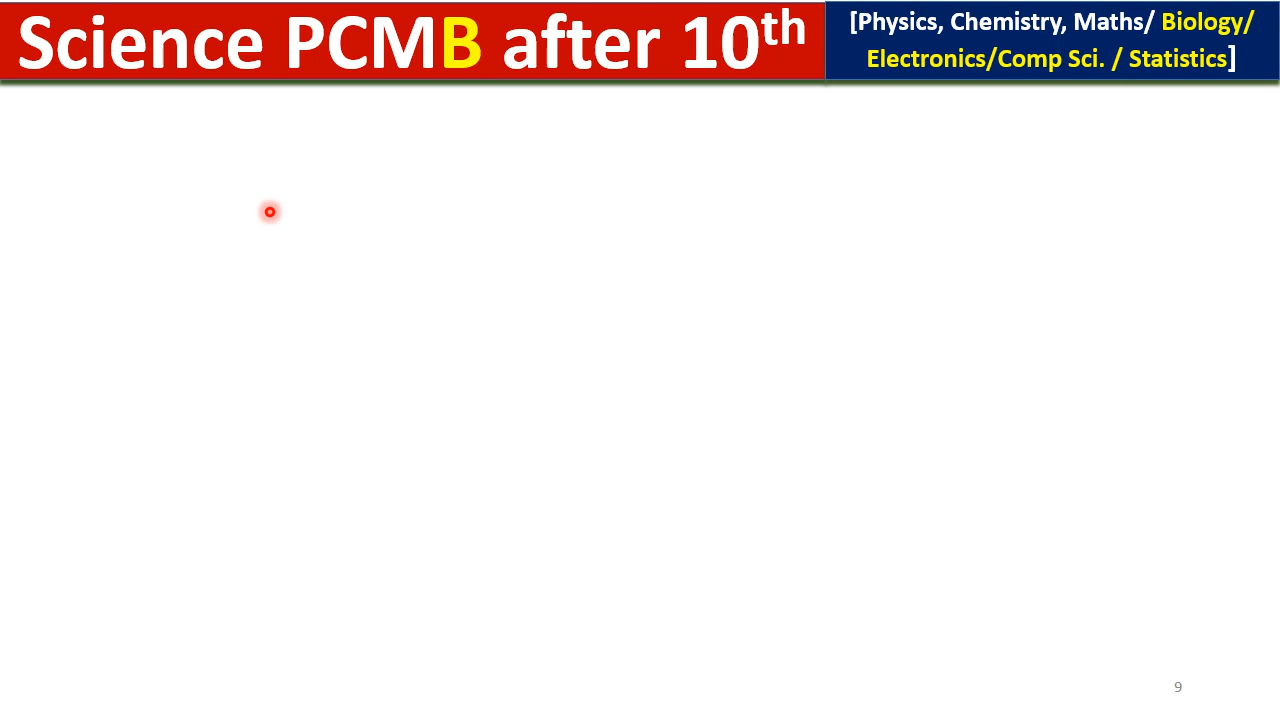 Science PCMB after 10th
[Physics, Chemistry, Maths/ Biology/
Electronics/Comp Sci. / Statistics]
9